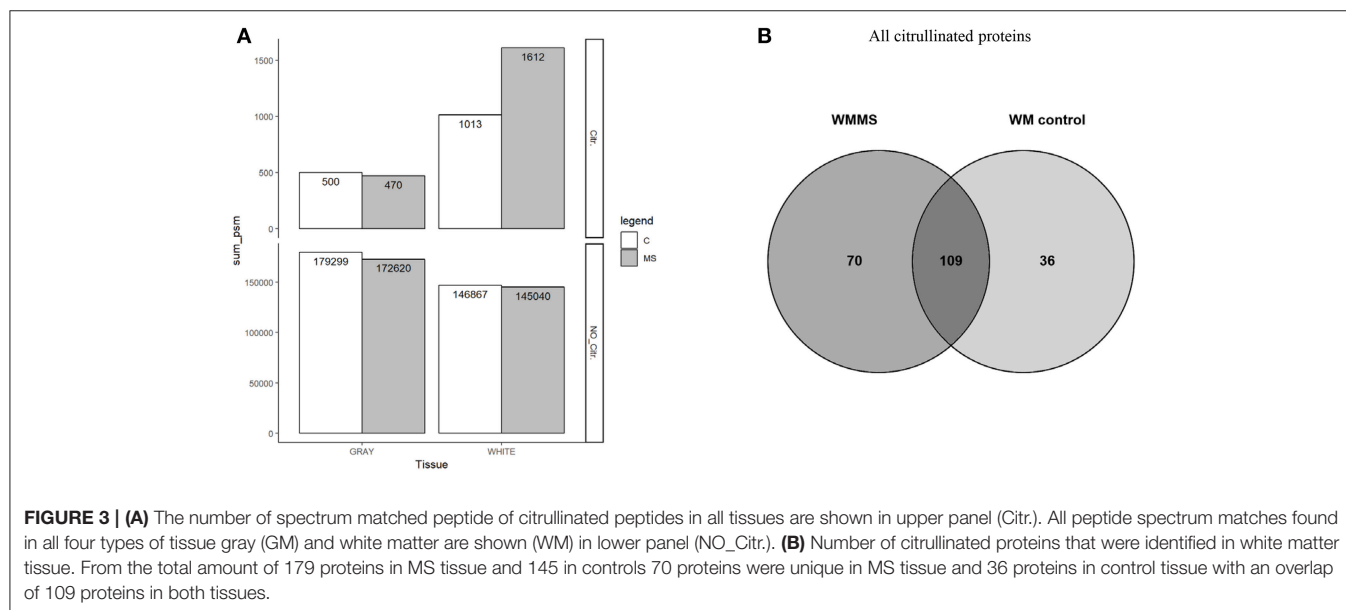 A
1500
1000
500
0
1612
1013
500
470
Citr.
sum_psm
150000
100000
50000
0
179299
172620
146867
145040
NO_Citr.
GRAY
WHITE
Tissue
legend
C
MS
B
All citrullinated proteins
WMMS
WM control
70
109
36
FIGURE 3 | (A) The number of spectrum matched peptide of citrullinated peptides in all tissues are shown in upper panel (Citr.). All peptide spectrum matches found
in all four types of tissue gray (GM) and white matter are shown (WM) in lower panel (NO_Citr.). (B) Number of citrullinated proteins that were identified in white matter
tissue. From the total amount of 179 proteins in MS tissue and 145 in controls 70 proteins were unique in MS tissue and 36 proteins in control tissue with an overlap
of 109 proteins in both tissues.